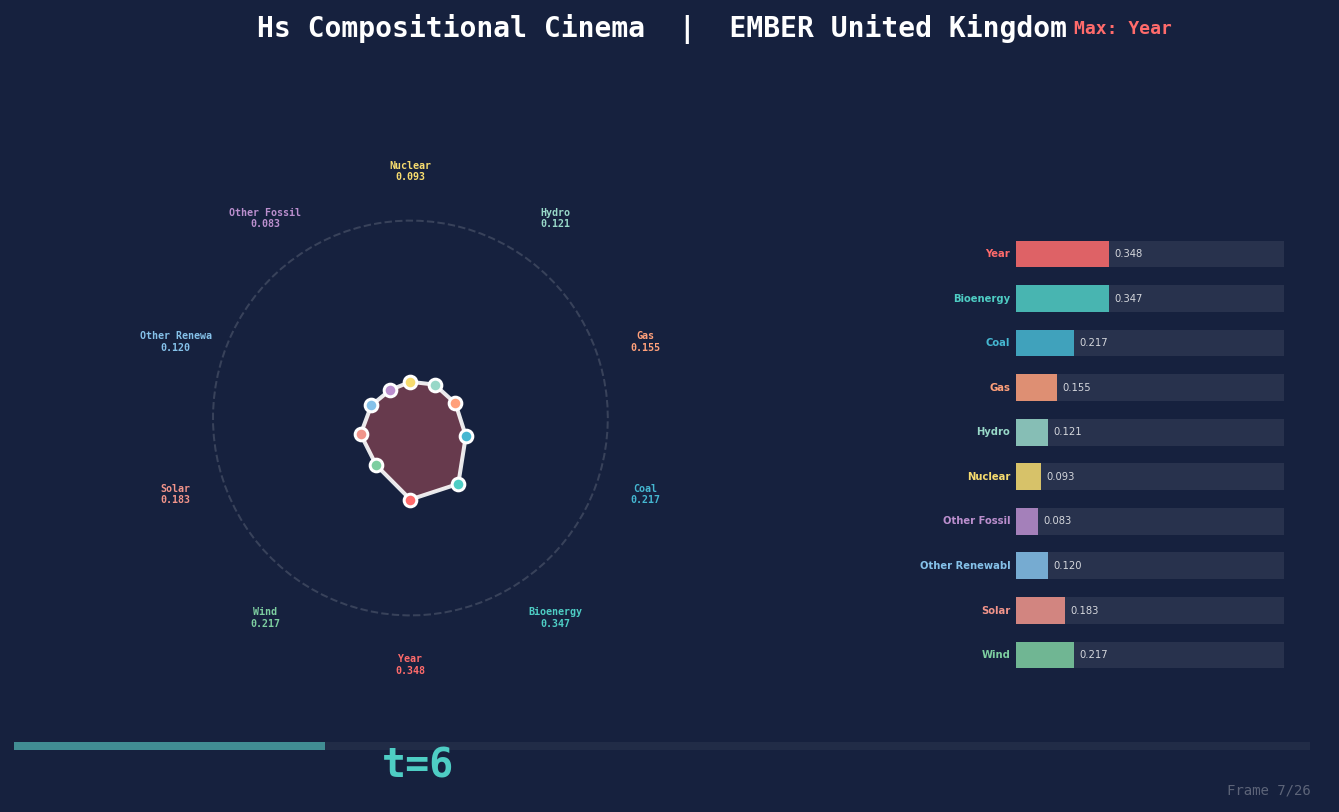 Hs Compositional Cinema | EMBER United Kingdom
Max: Year
Nuclear
0.093
Other Fossil
0.083
Hydro
0.121
Other Renewa
0.120
Gas
0.155
Solar
0.183
Coal
0.217
Wind
0.217
Bioenergy
0.347
Year
0.348
Year 0.348
Bioenergy 0.347
Coal 0.217
Gas 0.155
Hydro 0.121
Nuclear 0.093
Other Fossil 0.083
Other Renewabl 0.120
Solar 0.183
Wind 0.217
t=6
Frame 7/26